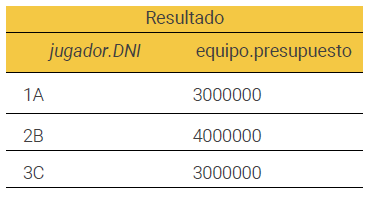 Resultado
jugador.DNI equipo.presupuesto
1A 3000000
2B 4000000
3C 3000000